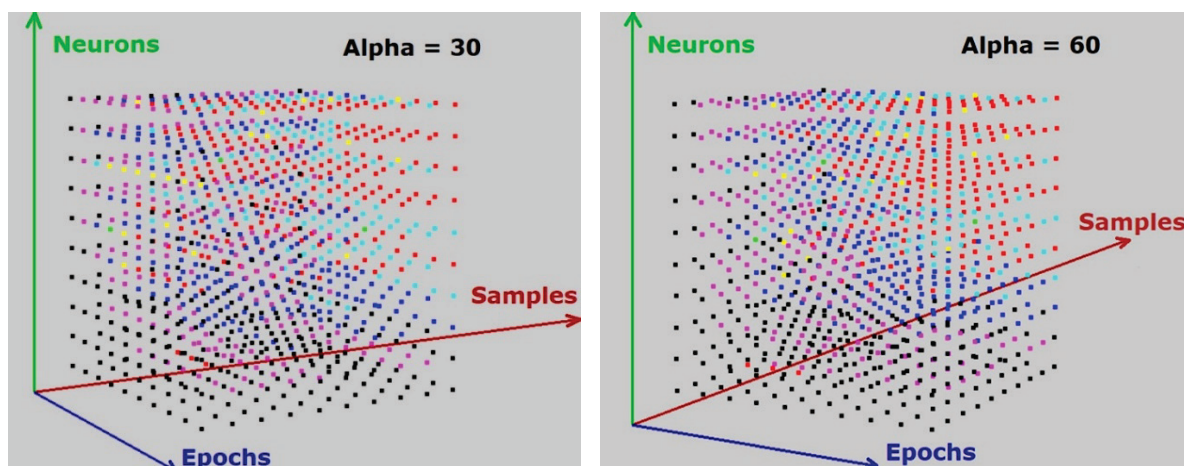 Neurons
Alpha = 30
Samples
Epochs
Neurons
Alpha = 60
Samples
Epochs